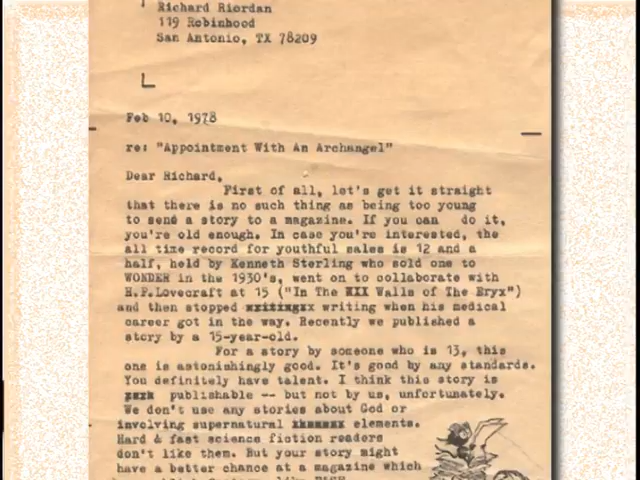 Richard Riordan
119 Robinhood
San Antonio, TX 78209
Feb 10, 1978
re: "Appointment With An Archangel"
Dear Richard,
First of all, let's get it straight
that there is no such thing as being too young
to send a story to a magazine. If you can do it,
you're old enough. In case you're interested, the
all time record for youthful sales is 12 and a
half, held by Kenneth Sterling who sold one to
WONDER in the 1930's, went on to collaborate with
H.P.Lovecraft at 15 ("In The XXX Walls of The Eryx")
and then stopped writing when his medical
career got in the way. Recently we published a
story by a 15-year-old.
For a story by someone who is 13, this
one is astonishingly good. It's good by any standards.
You definitely have talent. I think this story is
publishable -- but not by us, unfortunately.
We don't use any stories about God or
involving supernatural elements.
Hard & fast science fiction readers
don't like them. But your story might
have a better chance at a magazine which